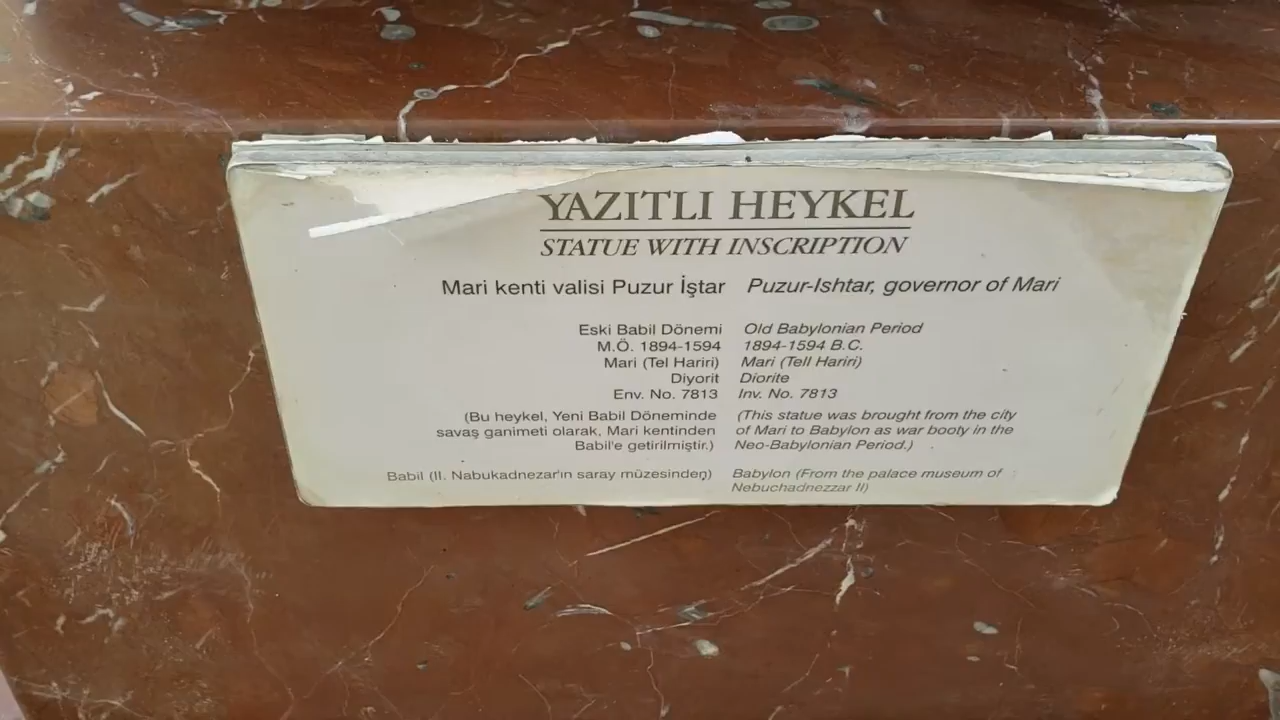 YAZITLI HEYKEL
STATUE WITH INSCRIPTION
Mari kenti valisi Puzur İştar
Eski Babil Dönemi
M.Ö. 1894-1594
Mari (Tel Hariri)
Diyorit
Env. No. 7813
(Bu heykel, Yeni Babil Döneminde
savaş ganimeti olarak, Mari kentinden
Babil'e getirilmiştir.)
Babil (II. Nabukadnezar'ın saray müzesinden)
Puzur-Ishtar, governor of Mari
Old Babylonian Period
1894-1594 B.C.
Mari (Tell Hariri)
Diorite
Inv. No. 7813
(This statue was brought from the city
of Mari to Babylon as war booty in the
Neo-Babylonian Period.)
Babylon (From the palace museum of
Nebuchadnezzar II)